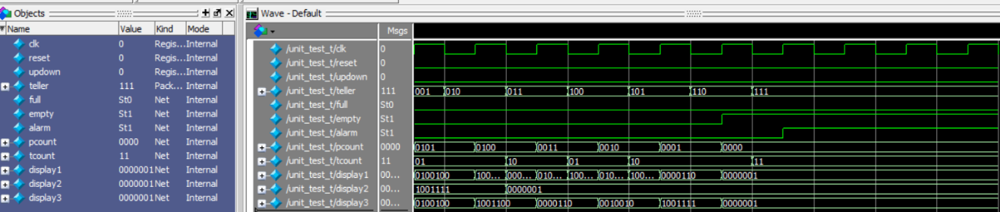 Objects
Name Value Kind Mode
clk 0 Regis... Internal
reset 0 Regis... Internal
updown 0 Regis... Internal
teller 111 Pack... Internal
full St0 Net Internal
empty St1 Net Internal
alarm St1 Net Internal
pcount 0000 Net Internal
tcount 11 Net Internal
display1 0000001 Net Internal
display2 0000001 Net Internal
display3 0000001 Net Internal
Wave - Default
Msgs
/unit_test_t/clk 0
/unit_test_t/reset 0
/unit_test_t/updown 0
/unit_test_t/teller 111 001 010 011 100 101 110 111
/unit_test_t/full St0
/unit_test_t/empty St1
/unit_test_t/alarm St1
/unit_test_t/pcount 0000 0101 0100 0011 0010 0001 0000
/unit_test_t/tcount 11 01 10 01 10 11
/unit_test_t/display1 00... 0100100 100... 000... 010... 100... 010... 100... 0000110 0000001
/unit_test_t/display2 00... 1001111 0000001
/unit_test_t/display3 00... 0100100 1001100 0000110 0010010 1001111 0000001